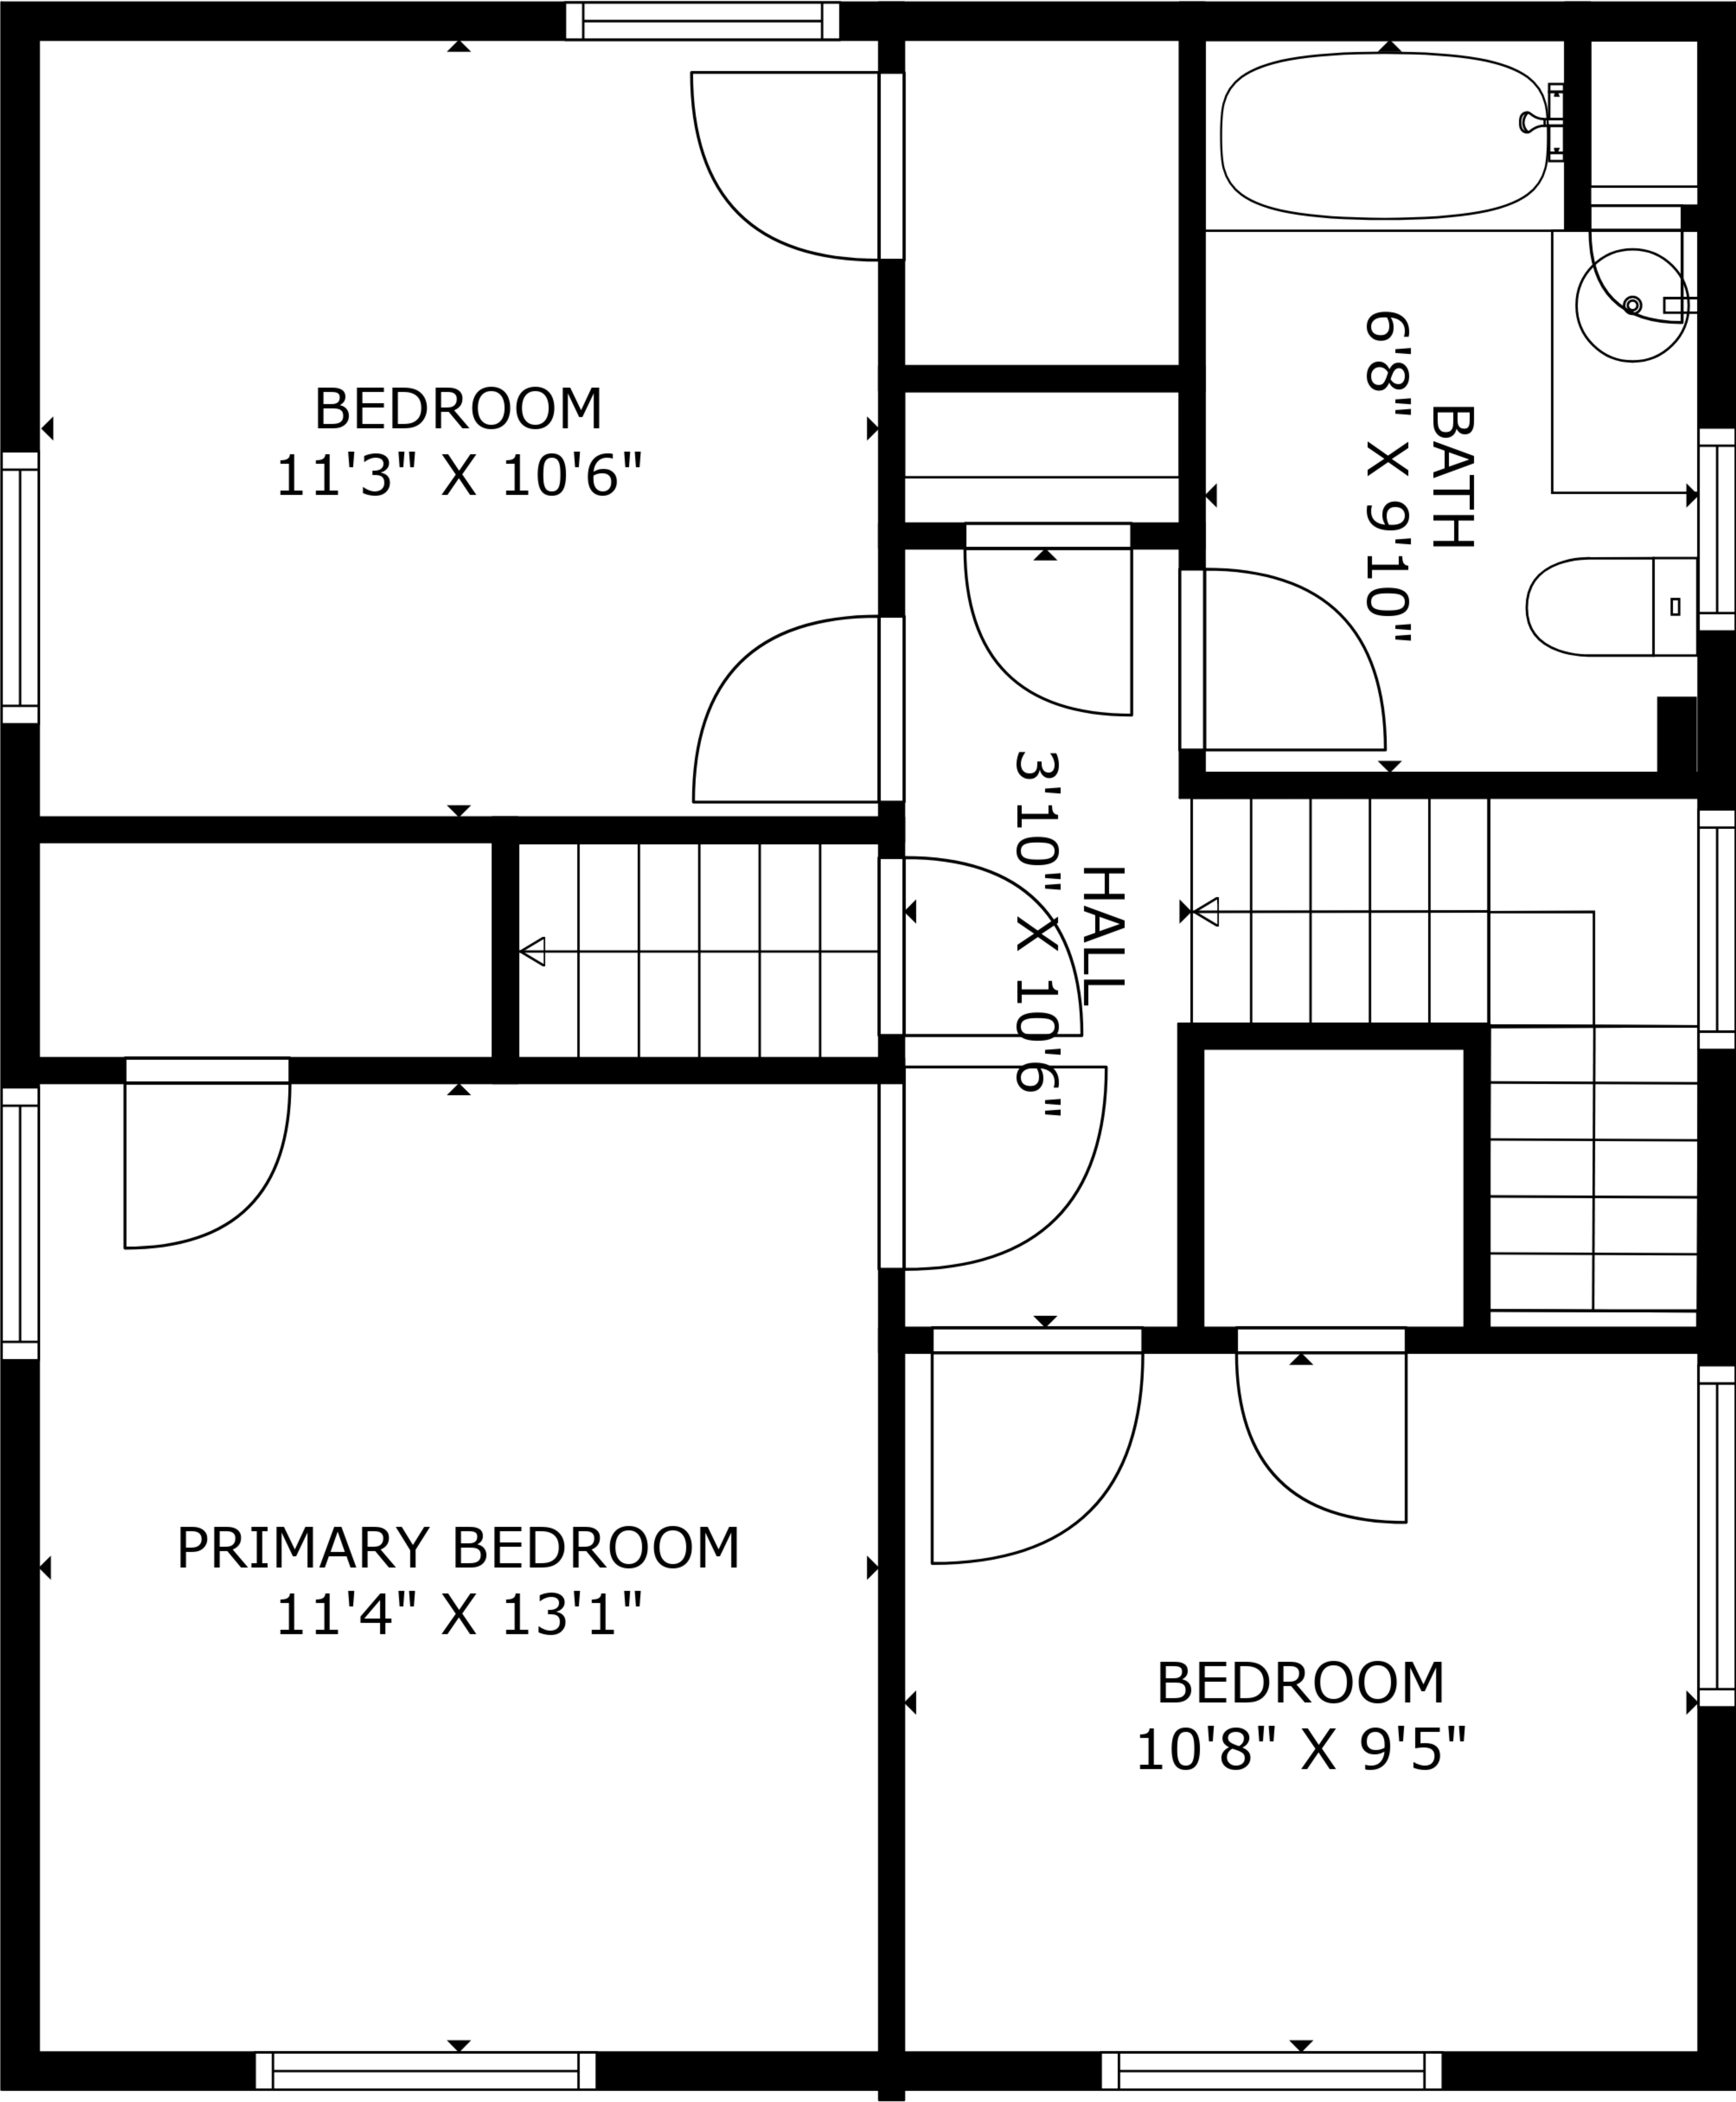 BEDROOM
11'3" X 10'6"
BATH
6'8" X 9'10"
HALL
3'10" X 10'6"
PRIMARY BEDROOM
11'4" X 13'1"
BEDROOM
10'8" X 9'5"